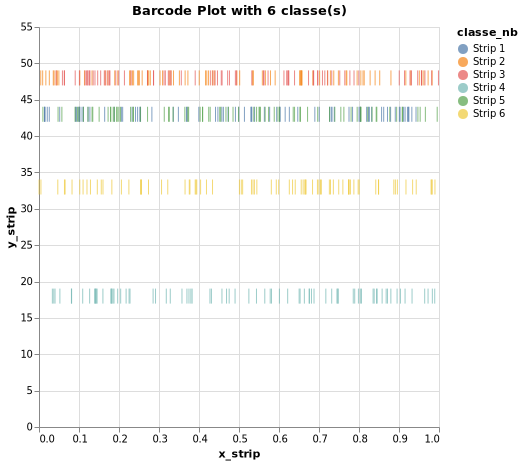 Barcode Plot with 6 classe(s)
classe_nb
Strip 1
Strip 2
Strip 3
Strip 4
Strip 5
Strip 6
y_strip
55
50
45
40
35
30
25
20
15
10
5
0
0.0 0.1 0.2 0.3 0.4 0.5 0.6 0.7 0.8 0.9 1.0
x_strip